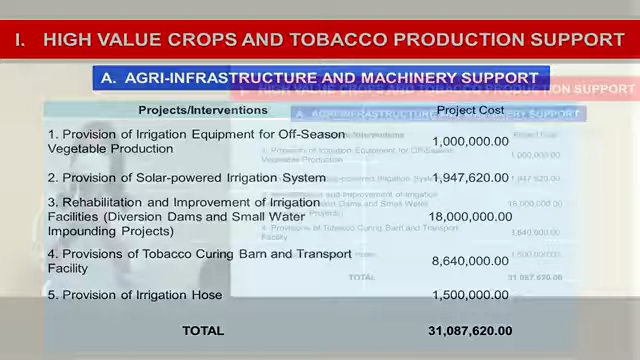 I. HIGH VALUE CROPS AND TOBACCO PRODUCTION SUPPORT
A. AGRI-INFRASTRUCTURE AND MACHINERY SUPPORT
Projects/Interventions Project Cost
1. Provision of Irrigation Equipment for Off-Season
Vegetable Production 1,000,000.00
2. Provision of Solar-powered Irrigation System 1,947,620.00
3. Rehabilitation and Improvement of Irrigation
Facilities (Diversion Dams and Small Water 18,000,000.00
Impounding Projects)
4. Provisions of Tobacco Curing Barn and Transport
Facility 8,640,000.00
5. Provision of Irrigation Hose 1,500,000.00
TOTAL 31,087,620.00